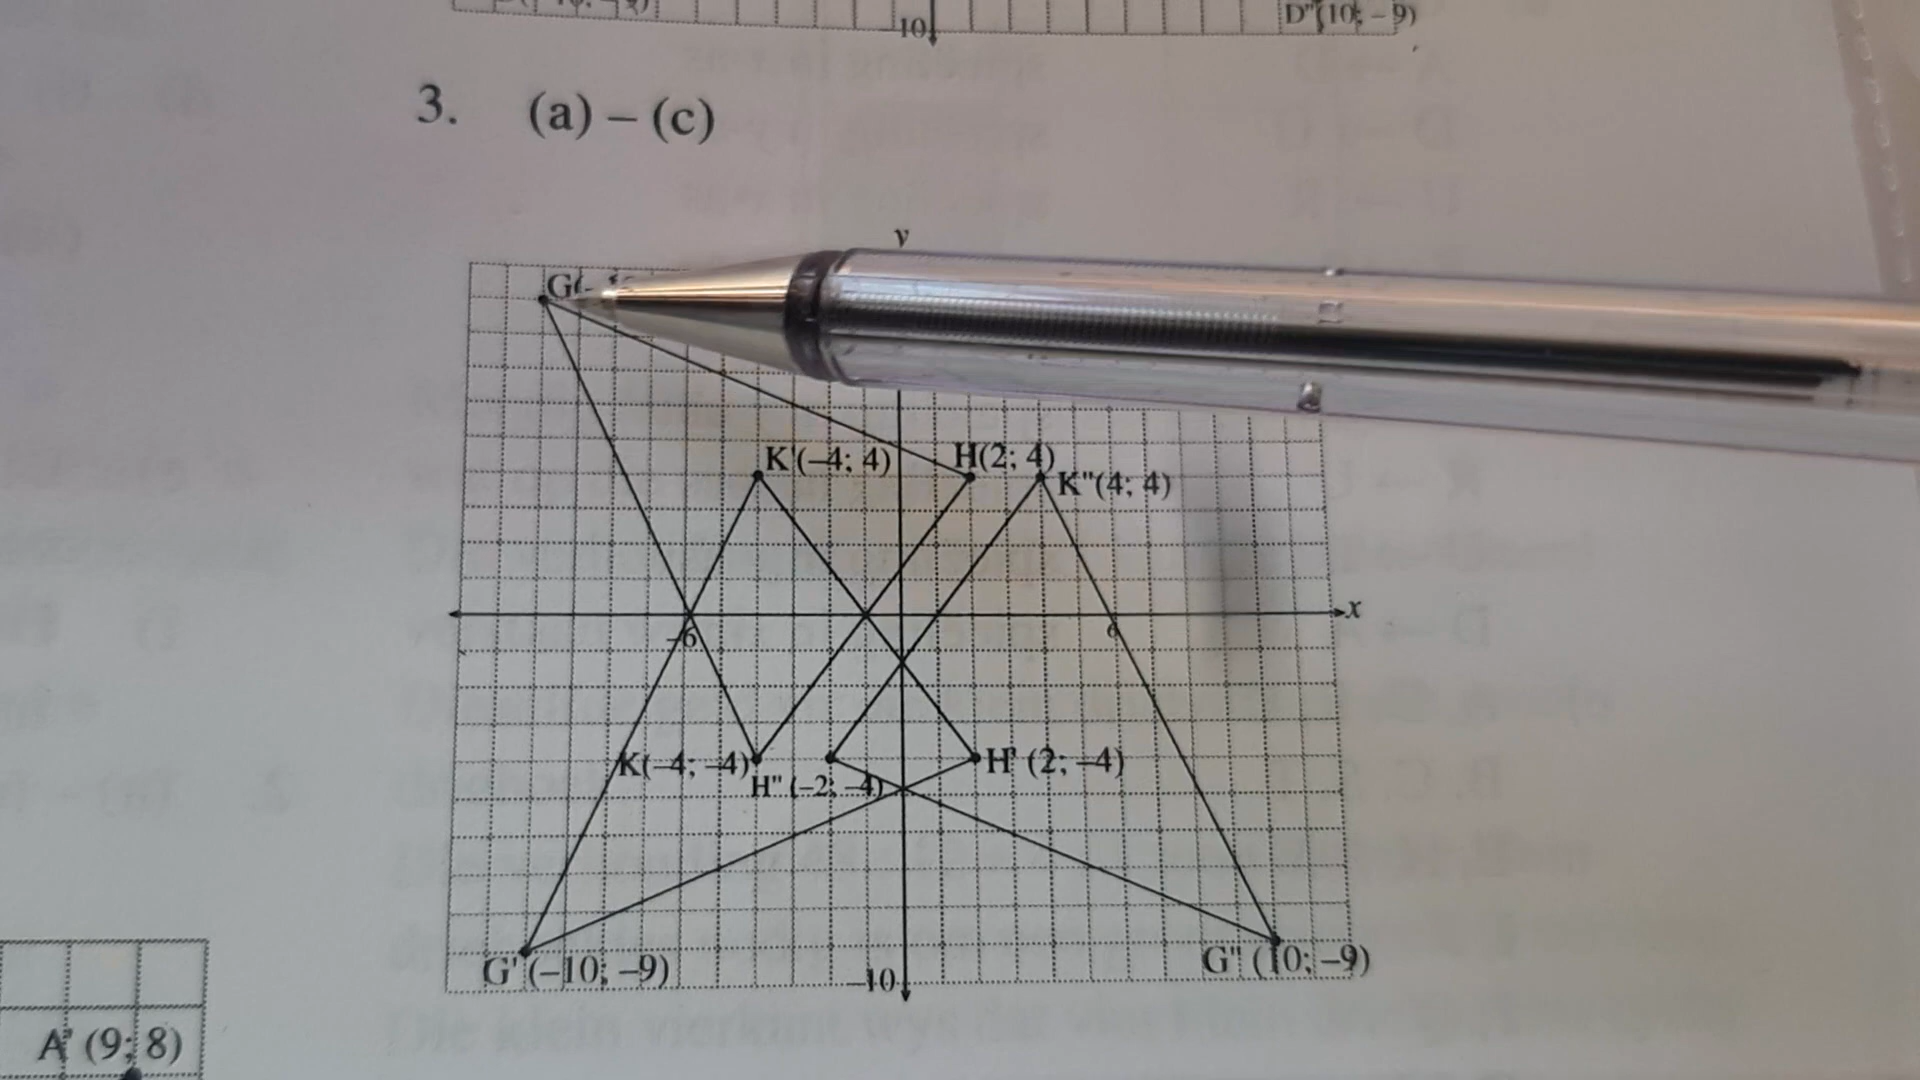 10
D"(10; –9)
3. (a) – (c)
y
G(–
K'(–4; 4)
H(2; 4)
K"(4; 4)
x
–6
6
K(–4; –4)
H' (2; –4)
H" (–2; –4)
G' (–10; –9)
G" (10; –9)
–10
A' (9; 8)